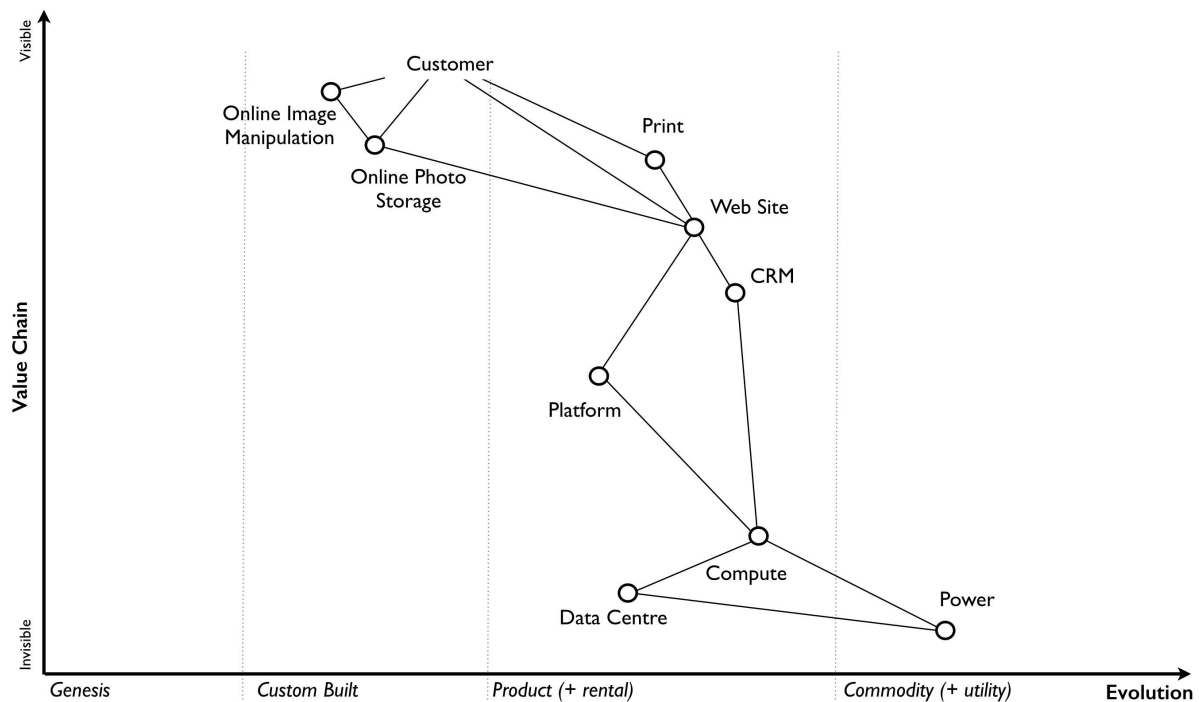 Visible
Customer
Online Image
Manipulation
Print
Online Photo
Storage
Web Site
CRM
Value Chain
Platform
Compute
Power
Data Centre
Invisible
Genesis
Custom Built
Product (+ rental)
Commodity (+ utility)
Evolution